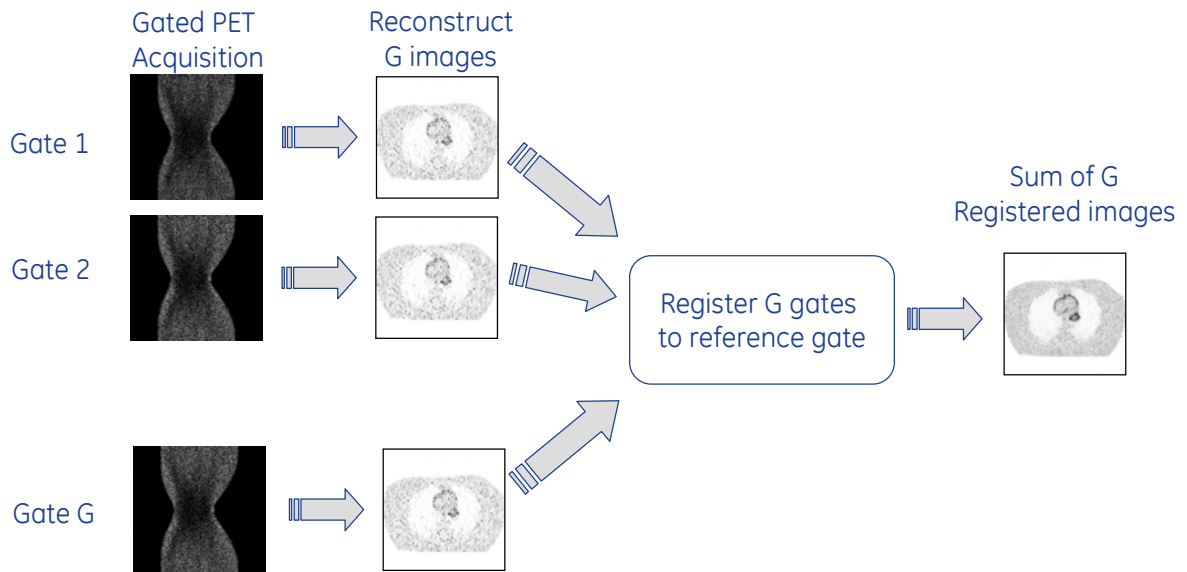 Gated PET
Acquisition
Reconstruct
G images
Gate 1
Gate 2
Gate G
Register G gates
to reference gate
Sum of G
Registered images